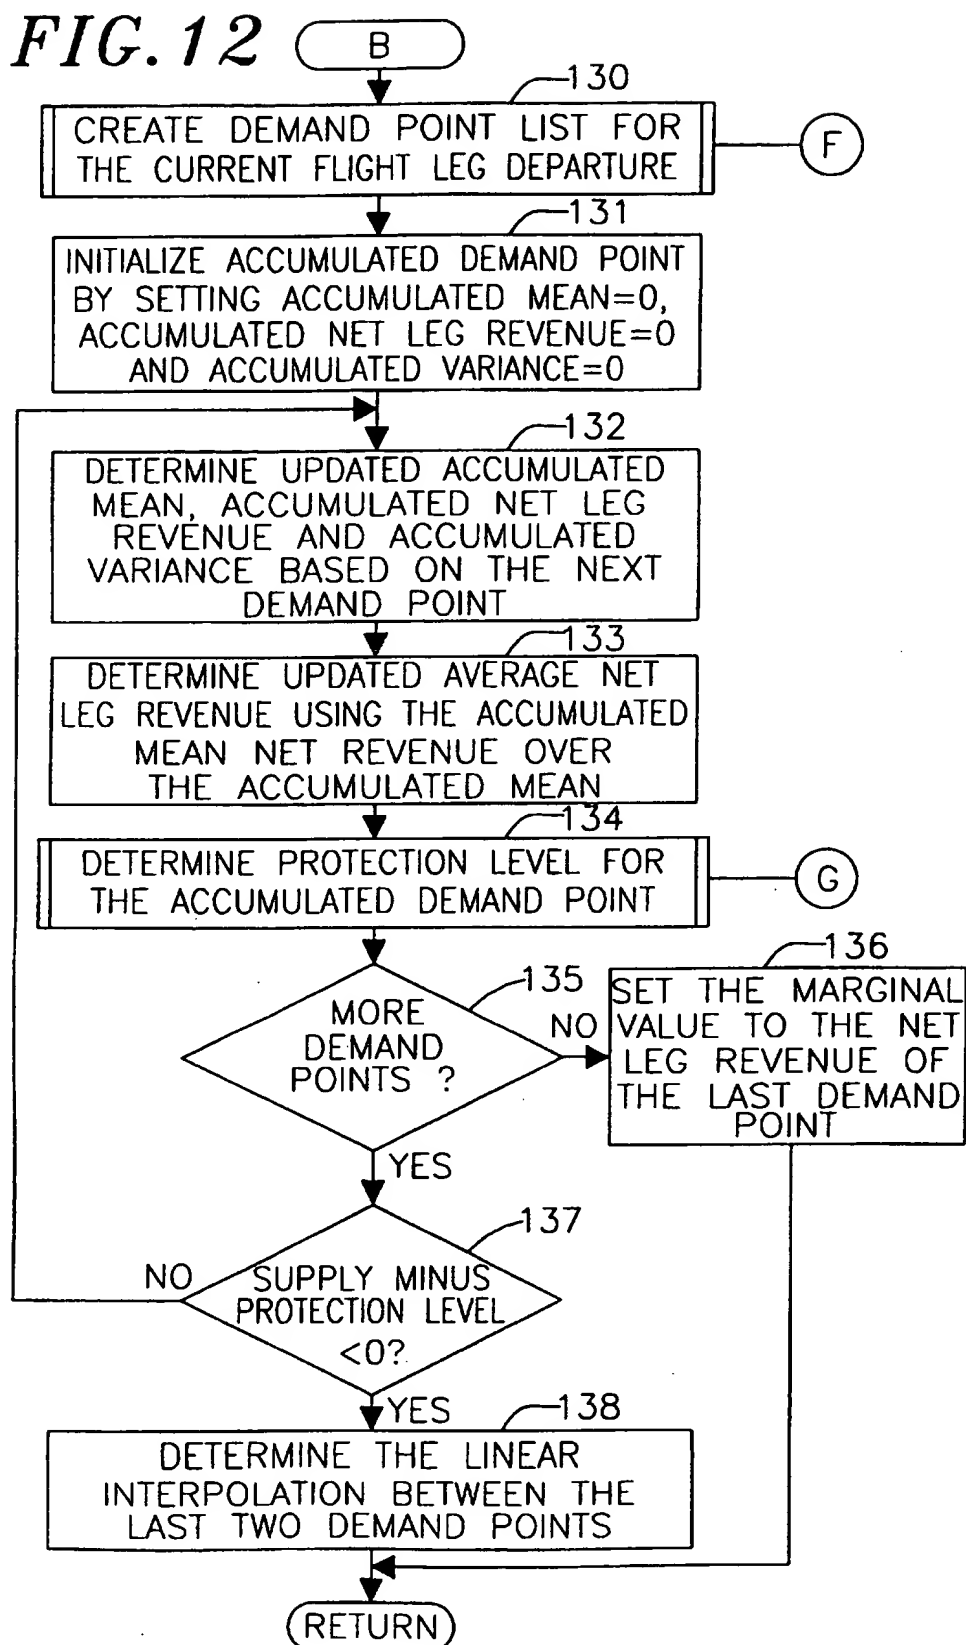 FIG. 12
B
130
CREATE DEMAND POINT LIST FOR
THE CURRENT FLIGHT LEG DEPARTURE
F
131
INITIALIZE ACCUMULATED DEMAND POINT
BY SETTING ACCUMULATED MEAN=0,
ACCUMULATED NET LEG REVENUE=0
AND ACCUMULATED VARIANCE=0
132
DETERMINE UPDATED ACCUMULATED
MEAN, ACCUMULATED NET LEG
REVENUE AND ACCUMULATED
VARIANCE BASED ON THE NEXT
DEMAND POINT
133
DETERMINE UPDATED AVERAGE NET
LEG REVENUE USING THE ACCUMULATED
MEAN NET REVENUE OVER
THE ACCUMULATED MEAN
134
DETERMINE PROTECTION LEVEL FOR
THE ACCUMULATED DEMAND POINT
G
135
MORE
DEMAND
POINTS ?
NO
136
SET THE MARGINAL
VALUE TO THE NET
LEG REVENUE OF
THE LAST DEMAND
POINT
YES
137
SUPPLY MINUS
PROTECTION LEVEL
<0?
NO
YES
138
DETERMINE THE LINEAR
INTERPOLATION BETWEEN THE
LAST TWO DEMAND POINTS
RETURN